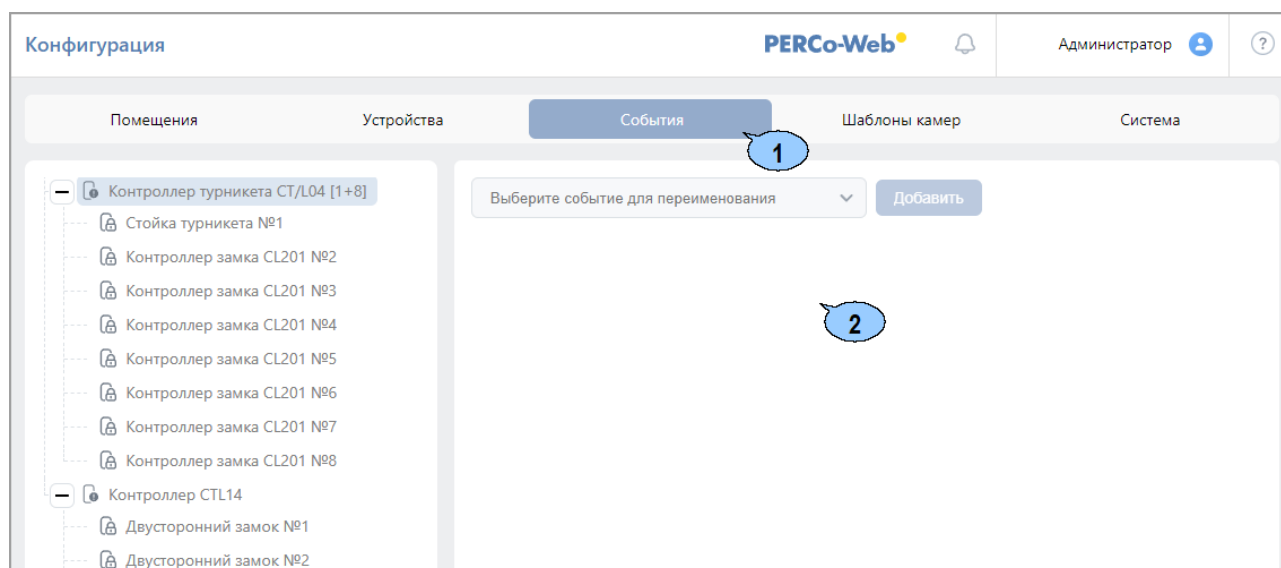 Конфигурация
PERCo-Web
Администратор
?
Помещения
Устройства
События
Шаблоны камер
Система
1
Контроллер турникета CT/L04 [1+8]
Выберите событие для переименования
Добавить
Стойка турникета №1
Контроллер замка CL201 №2
Контроллер замка CL201 №3
2
Контроллер замка CL201 №4
Контроллер замка CL201 №5
Контроллер замка CL201 №6
Контроллер замка CL201 №7
Контроллер замка CL201 №8
Контроллер CTL14
Двусторонний замок №1
Двусторонний замок №2